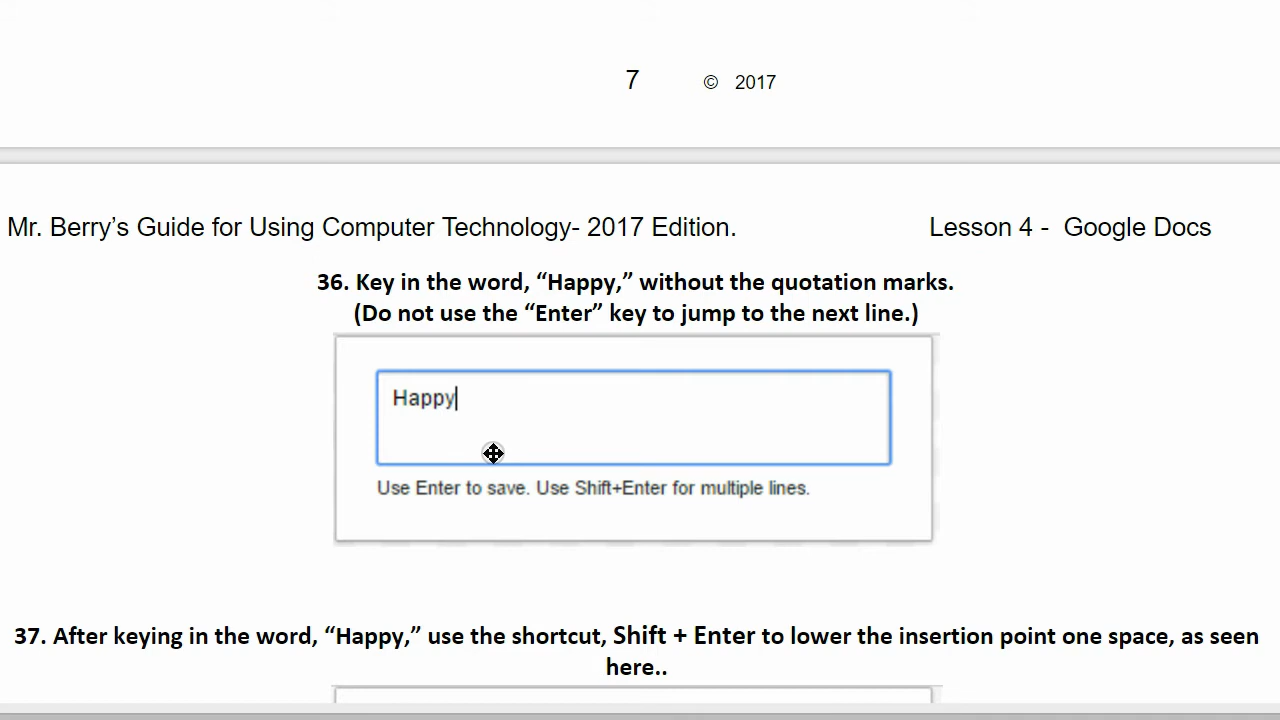 7 © 2017
Mr. Berry’s Guide for Using Computer Technology- 2017 Edition. Lesson 4 - Google Docs
36. Key in the word, “Happy,” without the quotation marks.
(Do not use the “Enter” key to jump to the next line.)
Happy
Use Enter to save. Use Shift+Enter for multiple lines.
37. After keying in the word, “Happy,” use the shortcut, Shift + Enter to lower the insertion point one space, as seen
here..